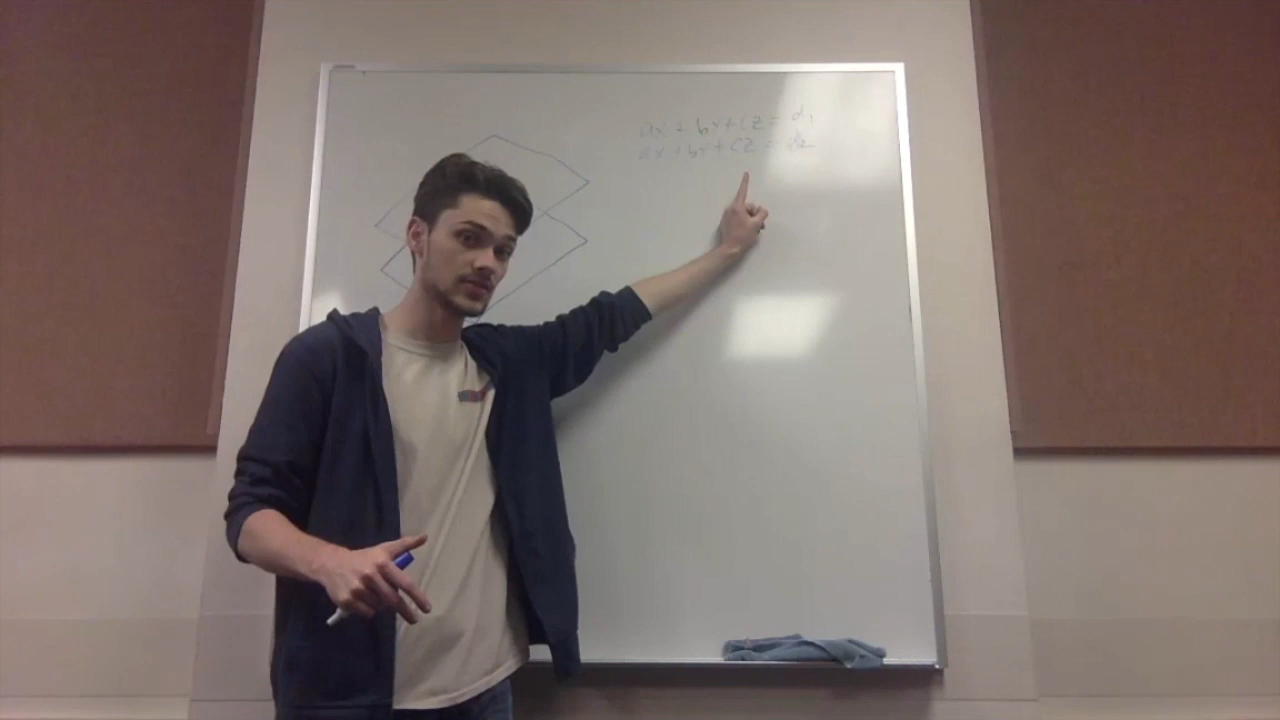 ax + by + cz = d1
ax + by + cz = d2